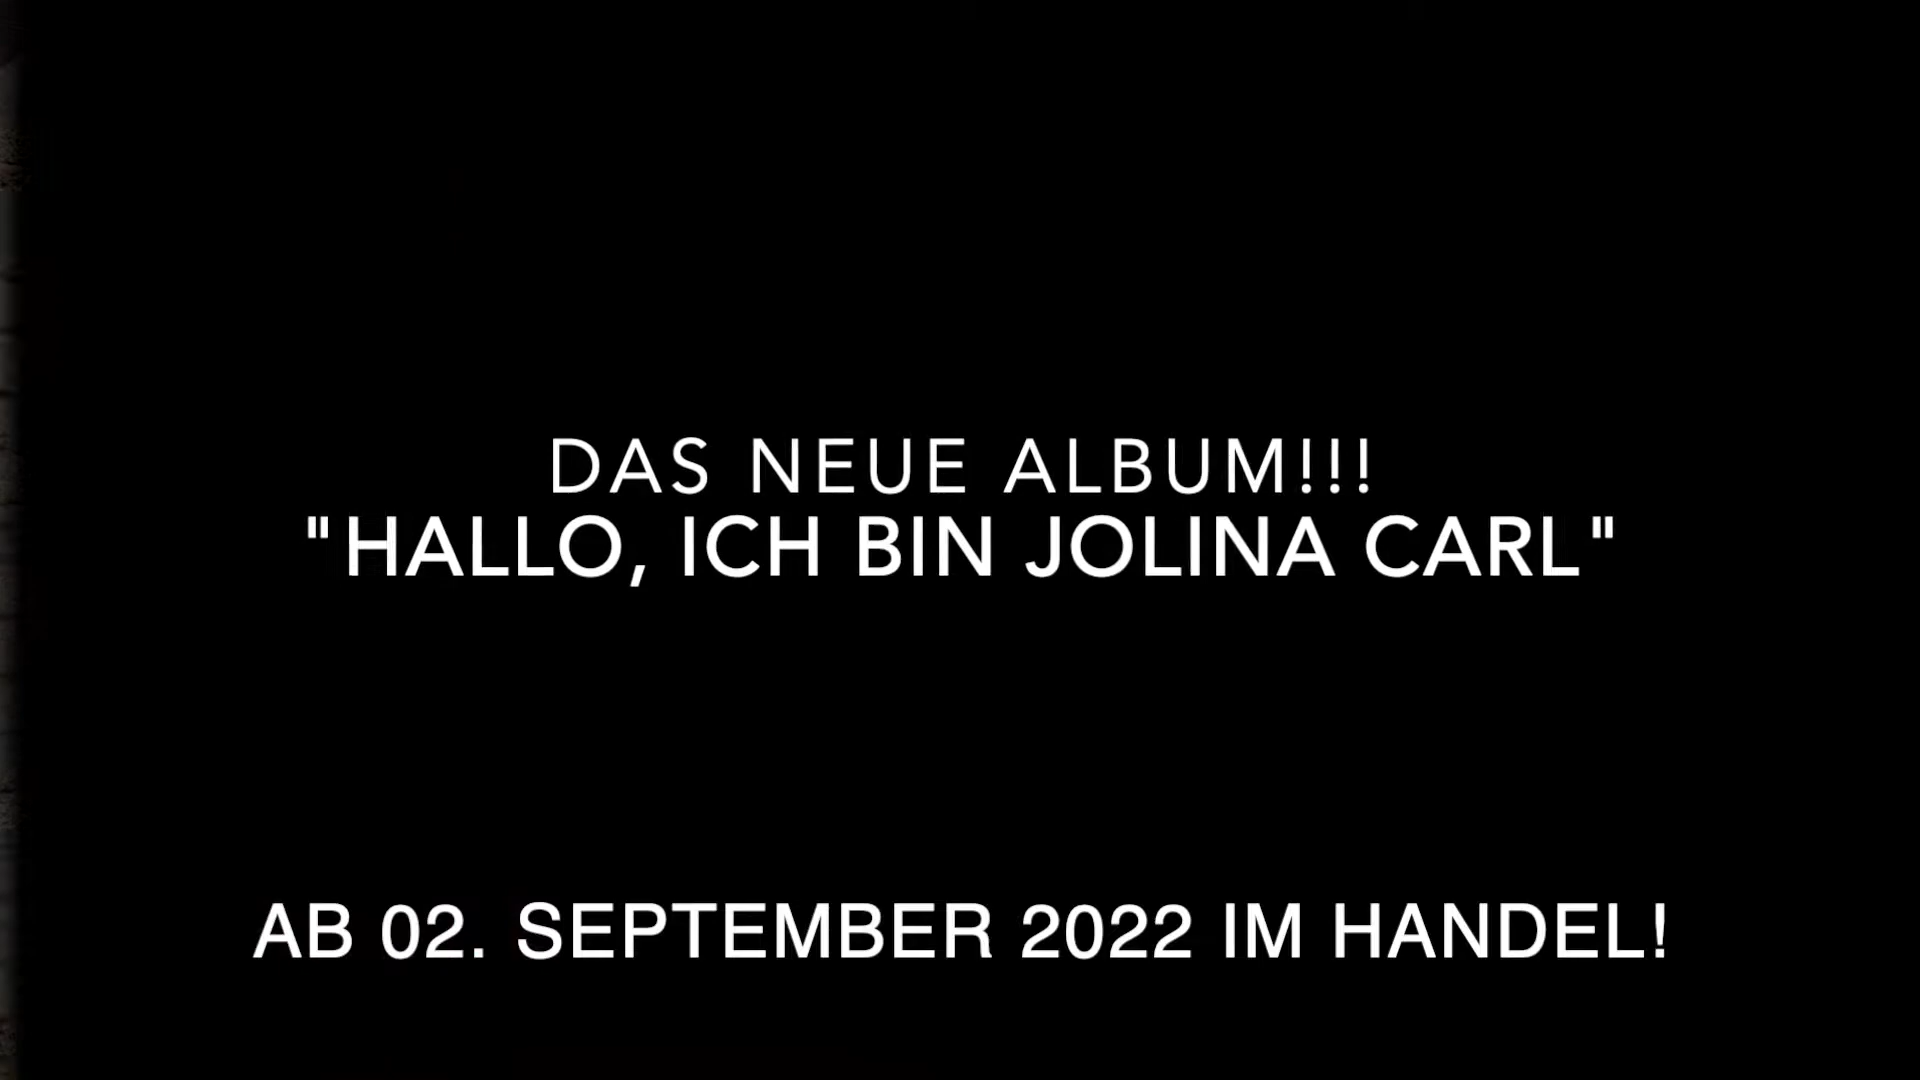 DAS NEUE ALBUM!!!
"HALLO, ICH BIN JOLINA CARL"
AB 02. SEPTEMBER 2022 IM HANDEL!